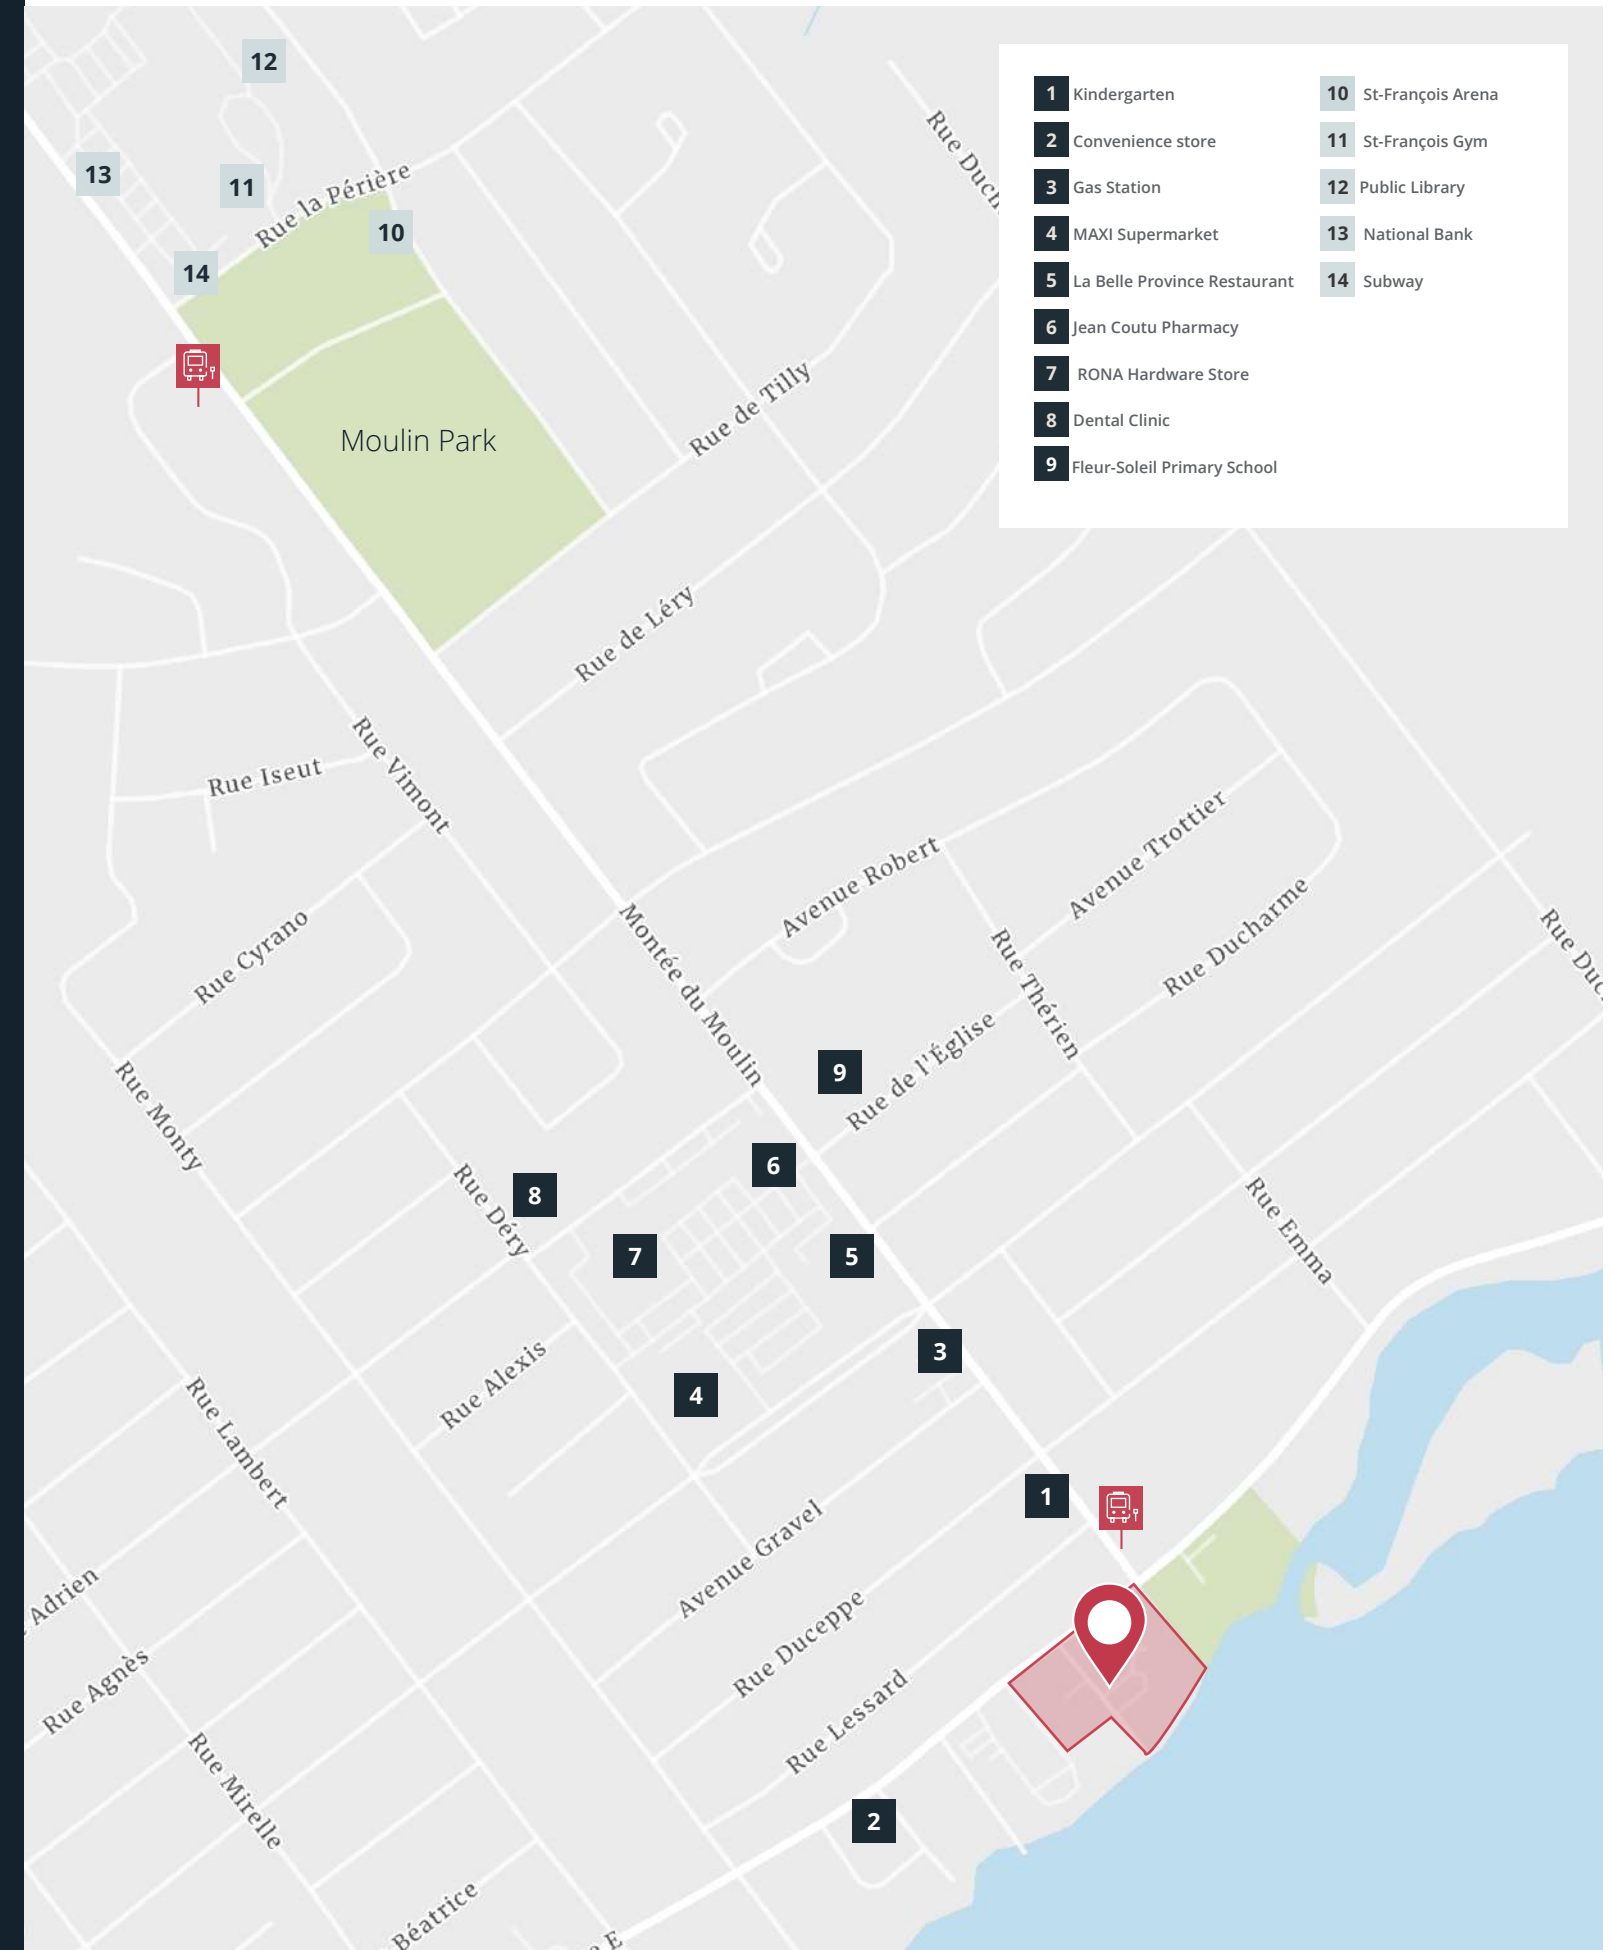 12
13
11
Rue la Périère
10
14
Moulin Park
1 Kindergarten
2 Convenience store
3 Gas Station
4 MAXI Supermarket
5 La Belle Province Restaurant
6 Jean Coutu Pharmacy
7 RONA Hardware Store
8 Dental Clinic
9 Fleur-Soleil Primary School
10 St-François Arena
11 St-François Gym
12 Public Library
13 National Bank
14 Subway
Rue de Tilly
Rue de Léry
Rue Vimont
Rue Iseut
Avenue Robert
Avenue Trottier
Rue Ducharme
Rue Cyrano
Montée du Moulin
Rue Thérien
Rue de l'Église
9
Rue Monty
6
8
Rue Déry
7
5
Rue Emma
3
Rue Alexis
4
Rue Lambert
1
Avenue Gravel
Adrien
Rue Duceppe
Rue Agnès
Rue Lessard
Rue Mirelle
2
Béatrice